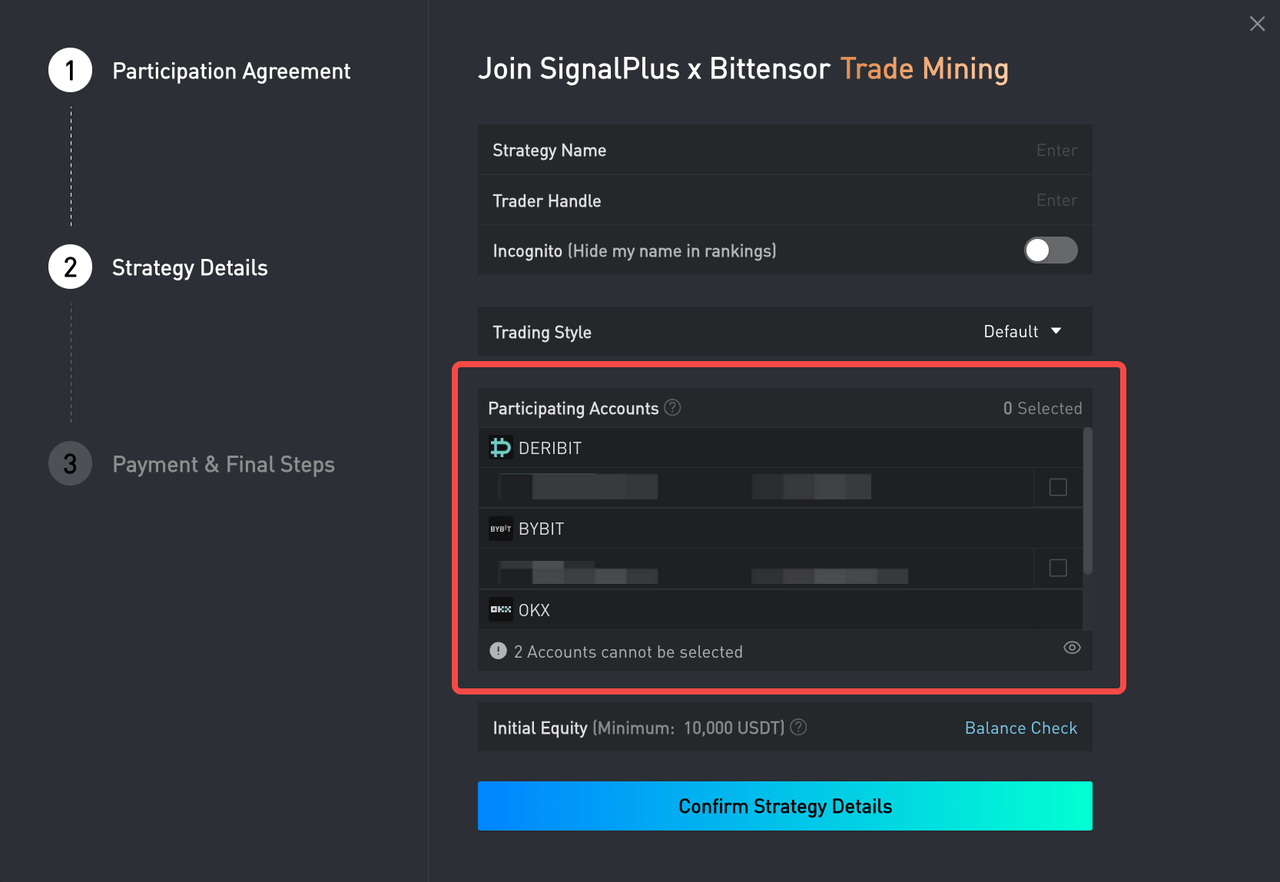 1 Participation Agreement
2 Strategy Details
3 Payment & Final Steps
Join SignalPlus x Bittensor Trade Mining
Strategy Name Enter
Trader Handle Enter
Incognito (Hide my name in rankings)
Trading Style Default
Participating Accounts ? 0 Selected
DERIBIT
BYBIT BYBIT
OKX OKX
! 2 Accounts cannot be selected
Initial Equity (Minimum: 10,000 USDT) ? Balance Check
Confirm Strategy Details